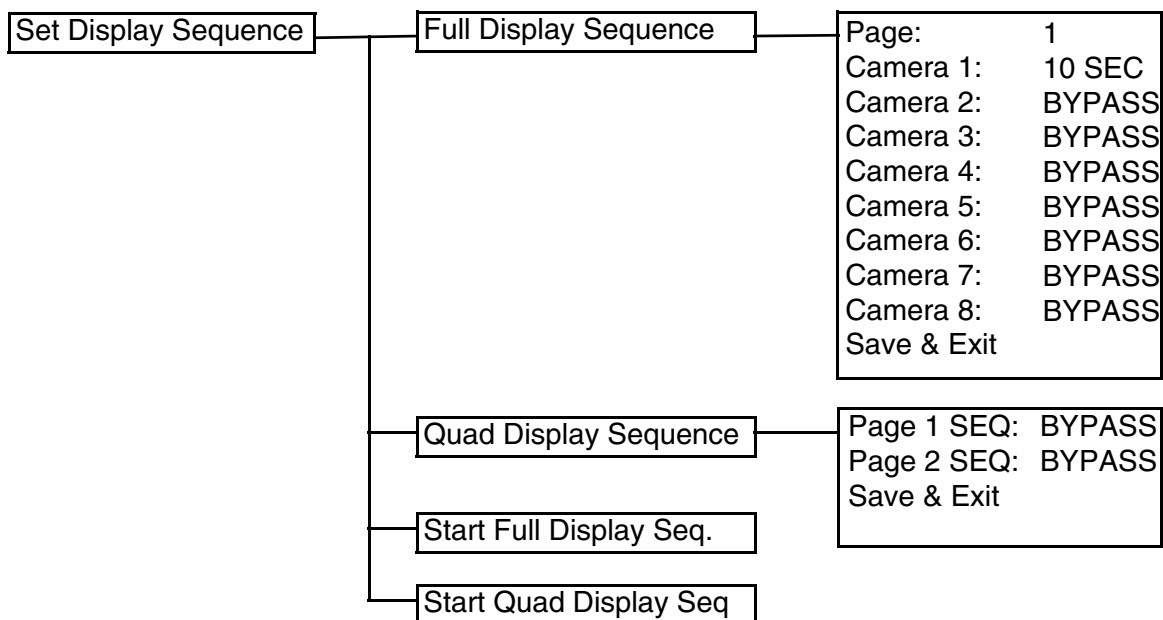 Set Display Sequence
Full Display Sequence
Page: 1
Camera 1: 10 SEC
Camera 2: BYPASS
Camera 3: BYPASS
Camera 4: BYPASS
Camera 5: BYPASS
Camera 6: BYPASS
Camera 7: BYPASS
Camera 8: BYPASS
Save & Exit
Quad Display Sequence
Page 1 SEQ: BYPASS
Page 2 SEQ: BYPASS
Save & Exit
Start Full Display Seq.
Start Quad Display Seq